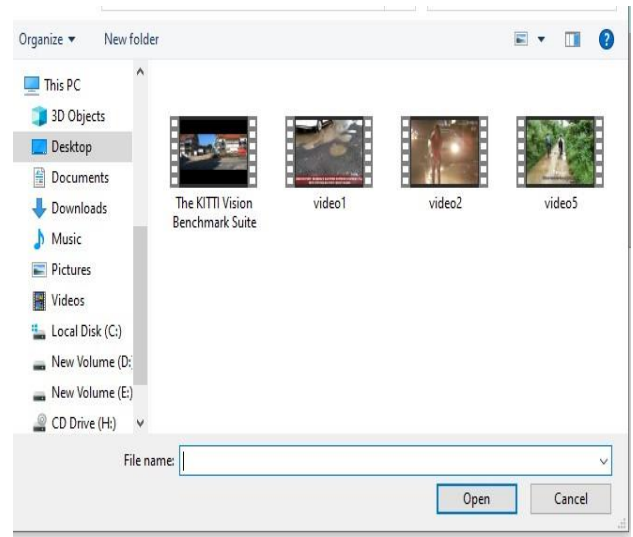 Organize New folder
This PC
3D Objects
Desktop
Documents
Downloads
Music
Pictures
Videos
Local Disk (C:)
New Volume (D:
New Volume (E:)
CD Drive (H:)
The KITTI Vision
Benchmark Suite
video1
video2
video5
File name:
Open Cancel